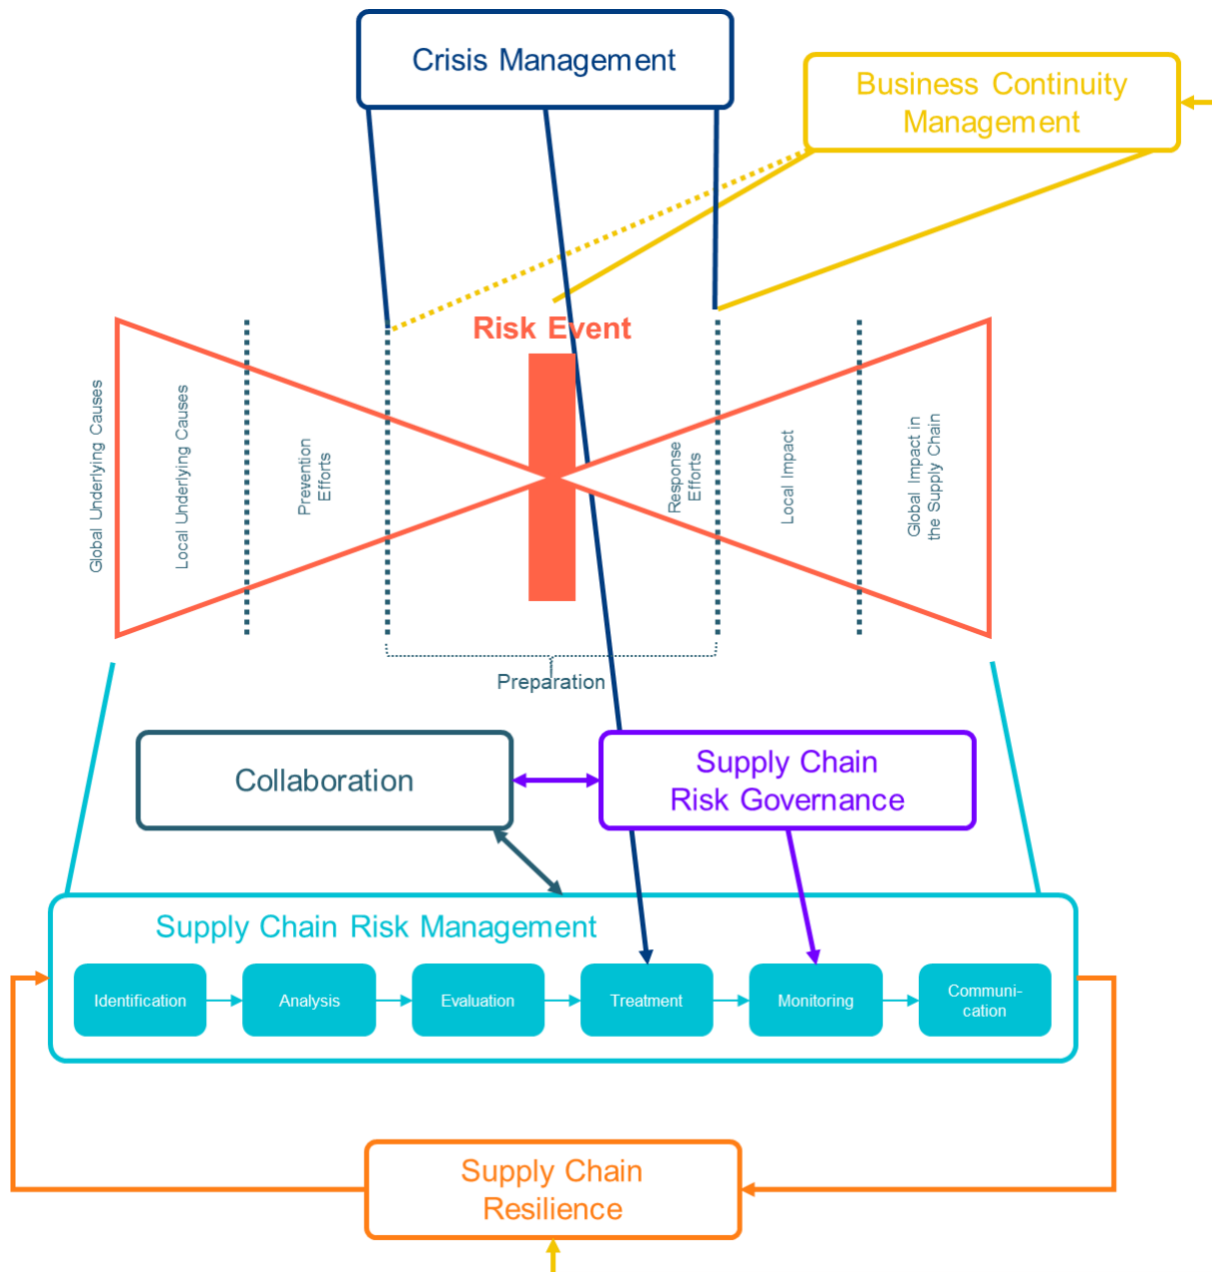 Crisis Management
Business Continuity
Management
Risk Event
Global Underlying Causes
Local Underlying Causes
Prevention
Efforts
Response
Efforts
Local Impact
Global Impact in
the Supply Chain
Preparation
Collaboration
Supply Chain
Risk Governance
Supply Chain Risk Management
Identification
Analysis
Evaluation
Treatment
Monitoring
Communi-
cation
Supply Chain
Resilience